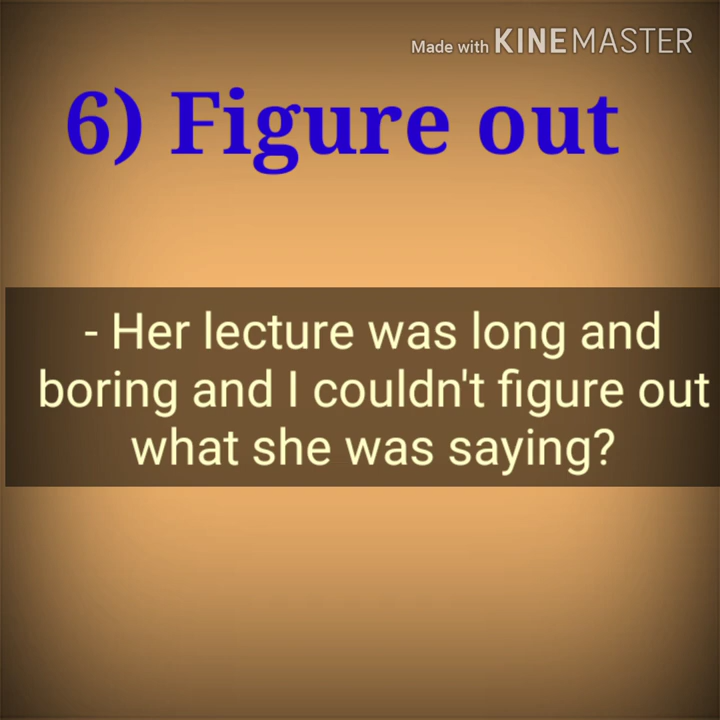 Made with KINEMASTER
6) Figure out
- Her lecture was long and
boring and I couldn't figure out
what she was saying?